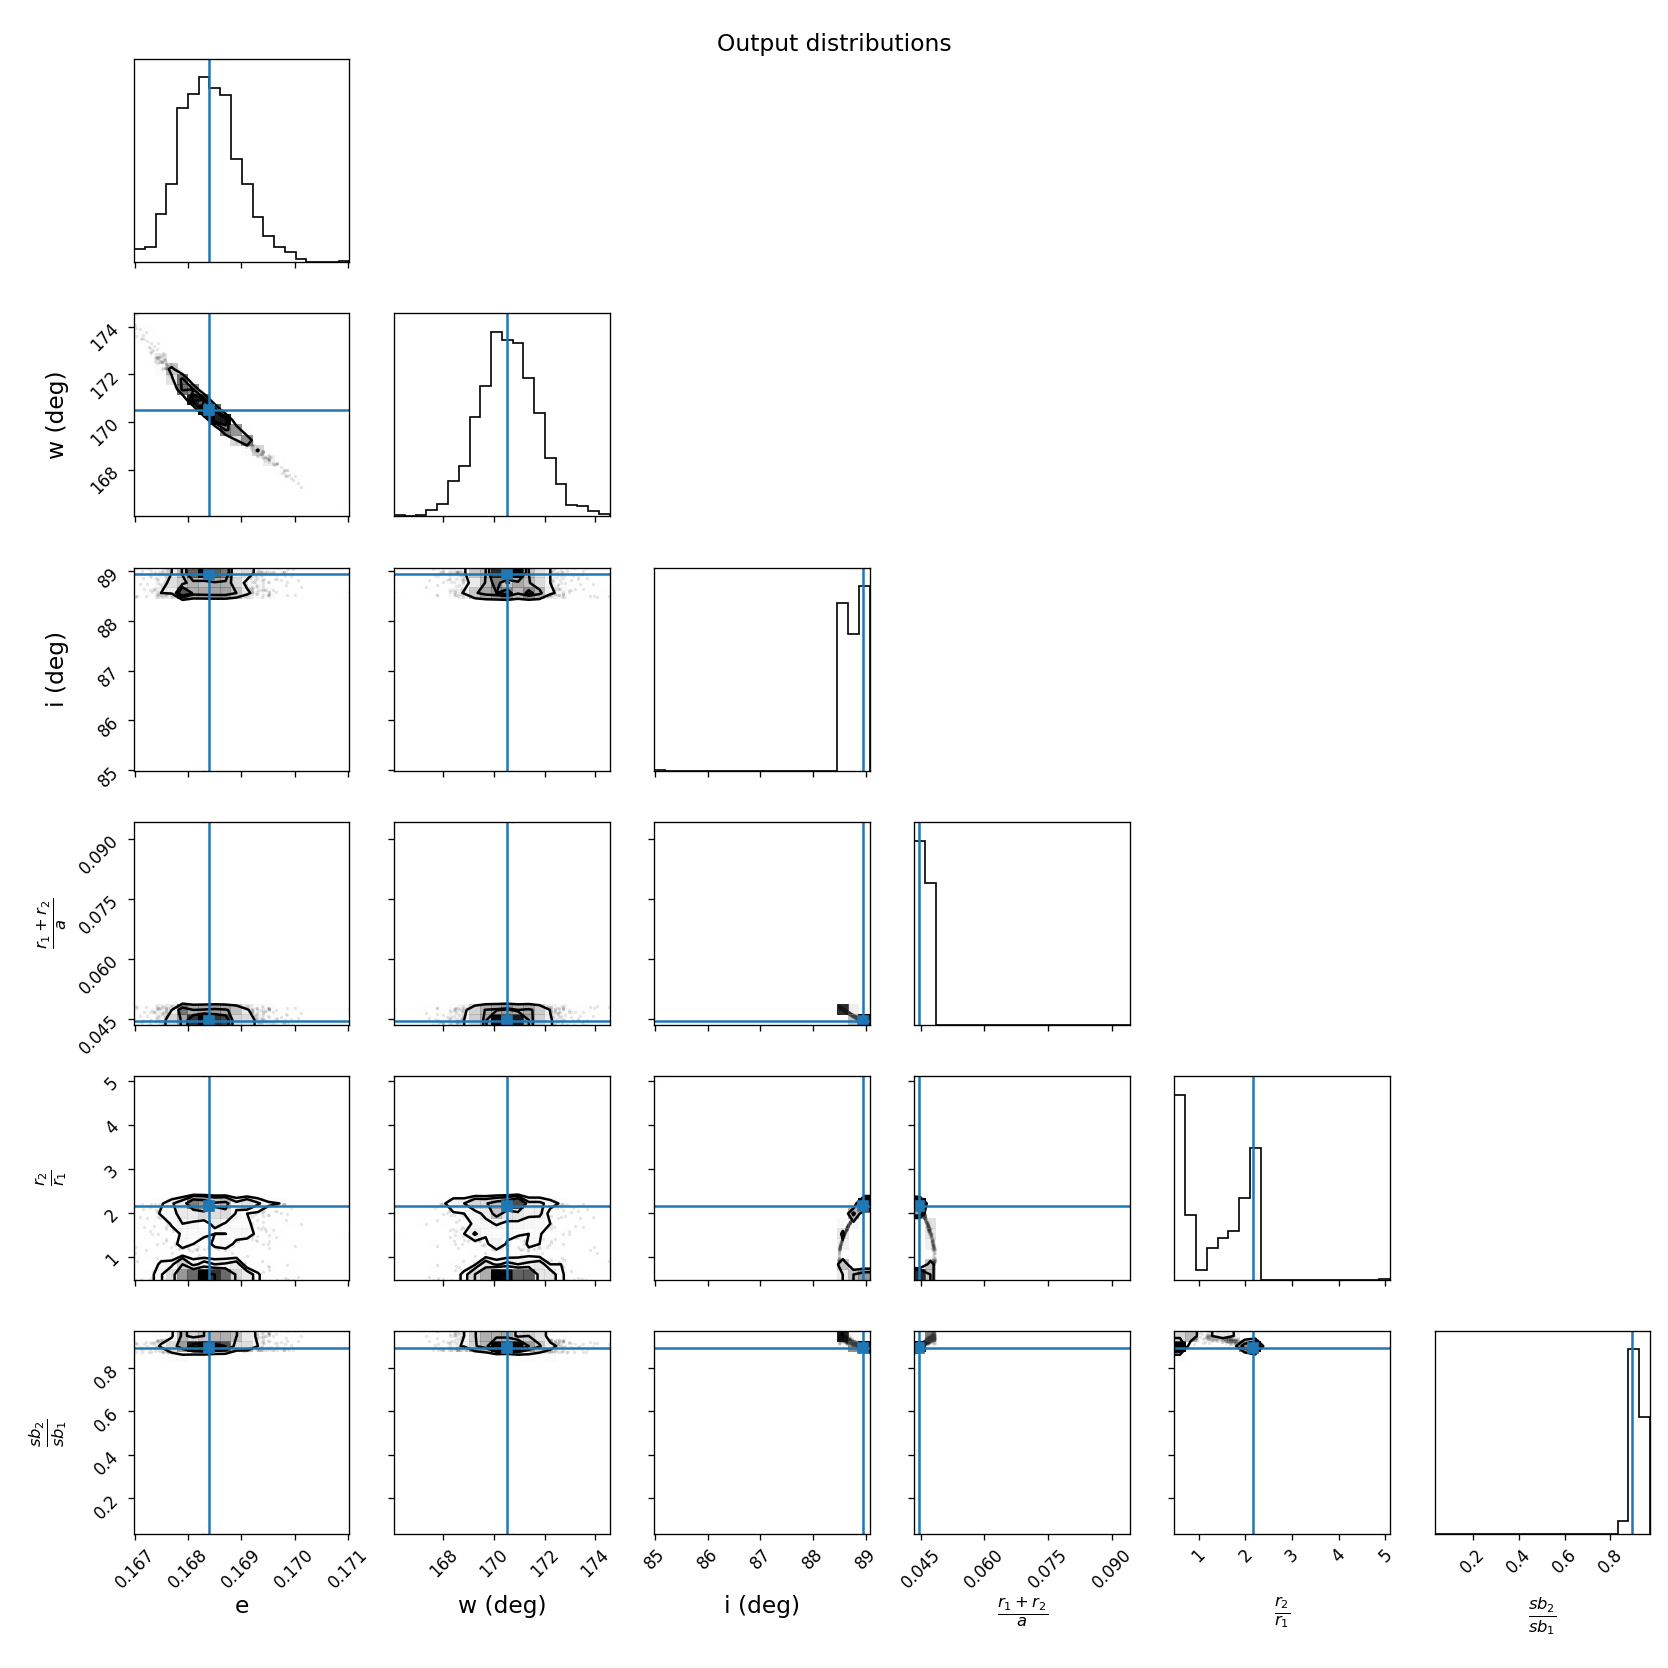 Output distributions
w (deg)
174
172
170
168
i (deg)
89
88
87
86
85
r₁ + r₂
a
0.090
0.075
0.060
0.045
r₂
r₁
5
4
3
2
1
sb₂
sb₁
0.8
0.6
0.4
0.2
0.167 0.168 0.169 0.170 0.171 168 170 172 174 85 86 87 88 89 0.045 0.060 0.075 0.090 1 2 3 4 5 0.2 0.4 0.6 0.8
e w (deg) i (deg)
r₁ + r₂ r₂ sb₂
a r₁ sb₁